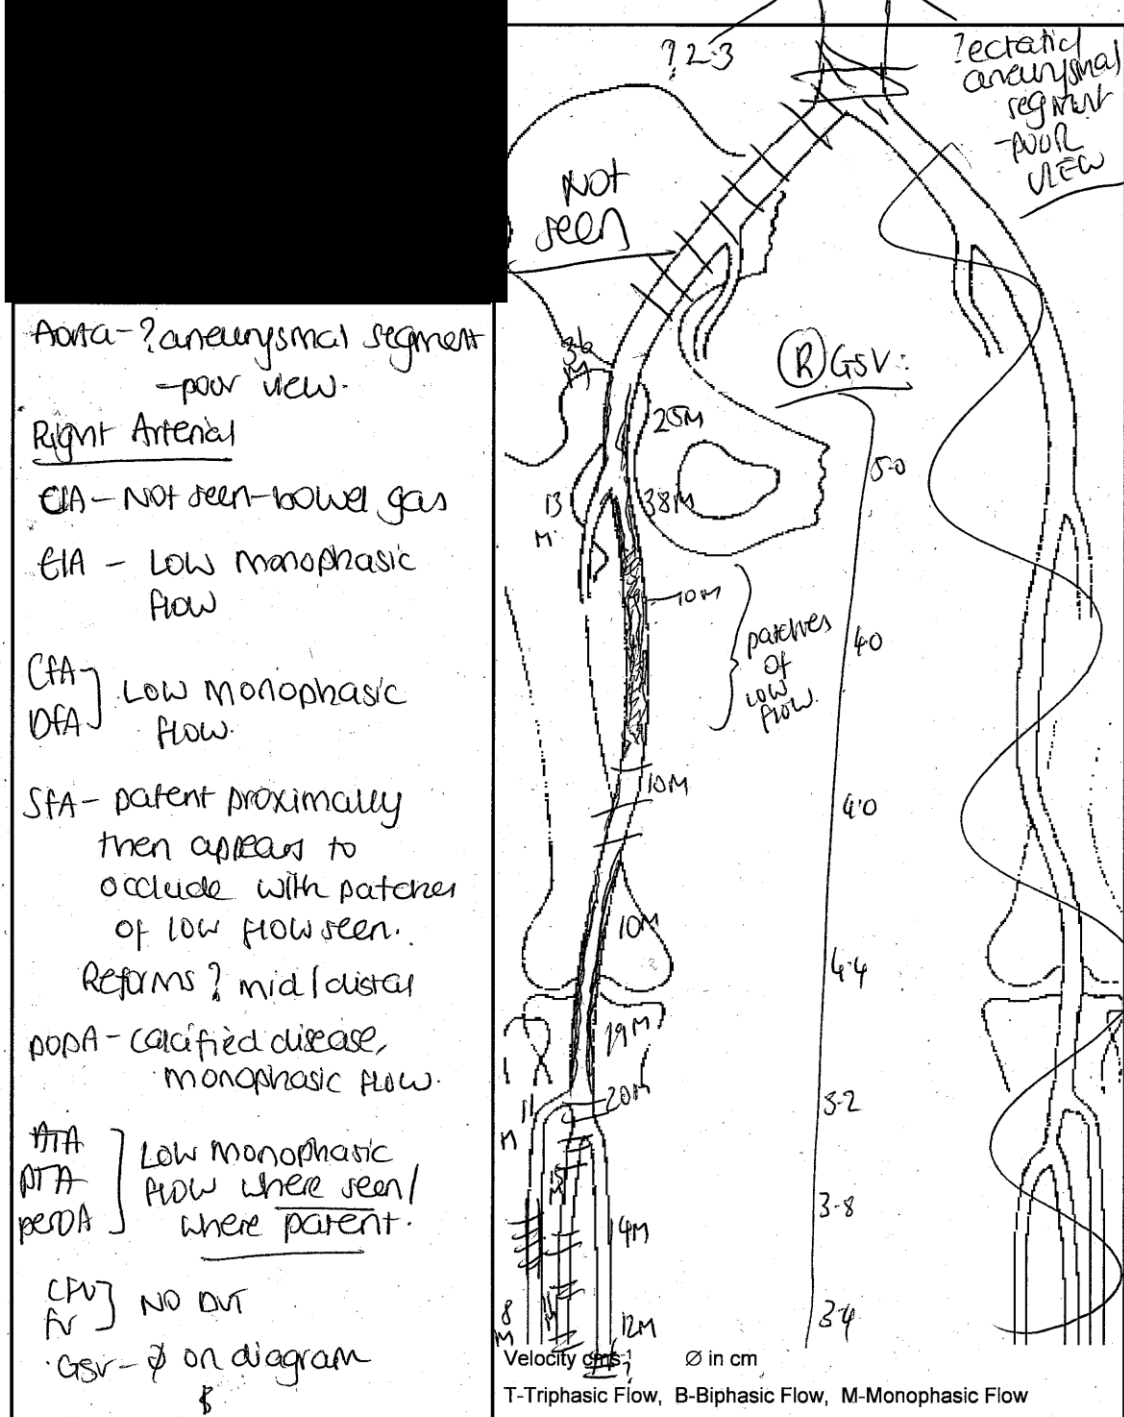 Aorta - ? aneurysmal segment
- poor view.
Right Arterial
CIA - Not seen - bowel gas
EIA - Low monophasic
flow
CFA
DFA
Low monophasic
flow.
SFA - patent proximally
then appears to
occlude with patches
of low flow seen.
Reforms ? mid/distal
popA - calcified disease,
monophasic flow.
ATA
PTA
peroA
Low monophasic
flow where seen/
where patent.
CFV
FV
NO DVT
GSV - Ø on diagram
? 2.3
? ectatic/
aneurysmal
segment
- poor
view
Not
seen
36
M
25M
13
M
38M
10M
patches
of
low
flow.
10M
10M
19M
20M
11
M
15
14M
8
M
12M
?
(R) GSV:
5.0
4.0
4.0
4.4
3.2
3.8
3.4
Velocity cms-1
Ø in cm
T-Triphasic Flow, B-Biphasic Flow, M-Monophasic Flow